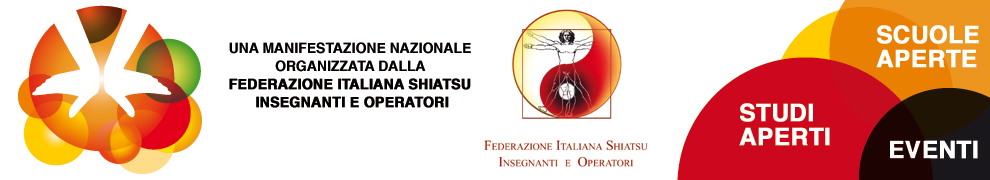 UNA MANIFESTAZIONE NAZIONALE
ORGANIZZATA DALLA
FEDERAZIONE ITALIANA SHIATSU
INSEGNANTI E OPERATORI
FEDERAZIONE ITALIANA SHIATSU
INSEGNANTI E OPERATORI
SCUOLE
APERTE
STUDI
APERTI
EVENTI